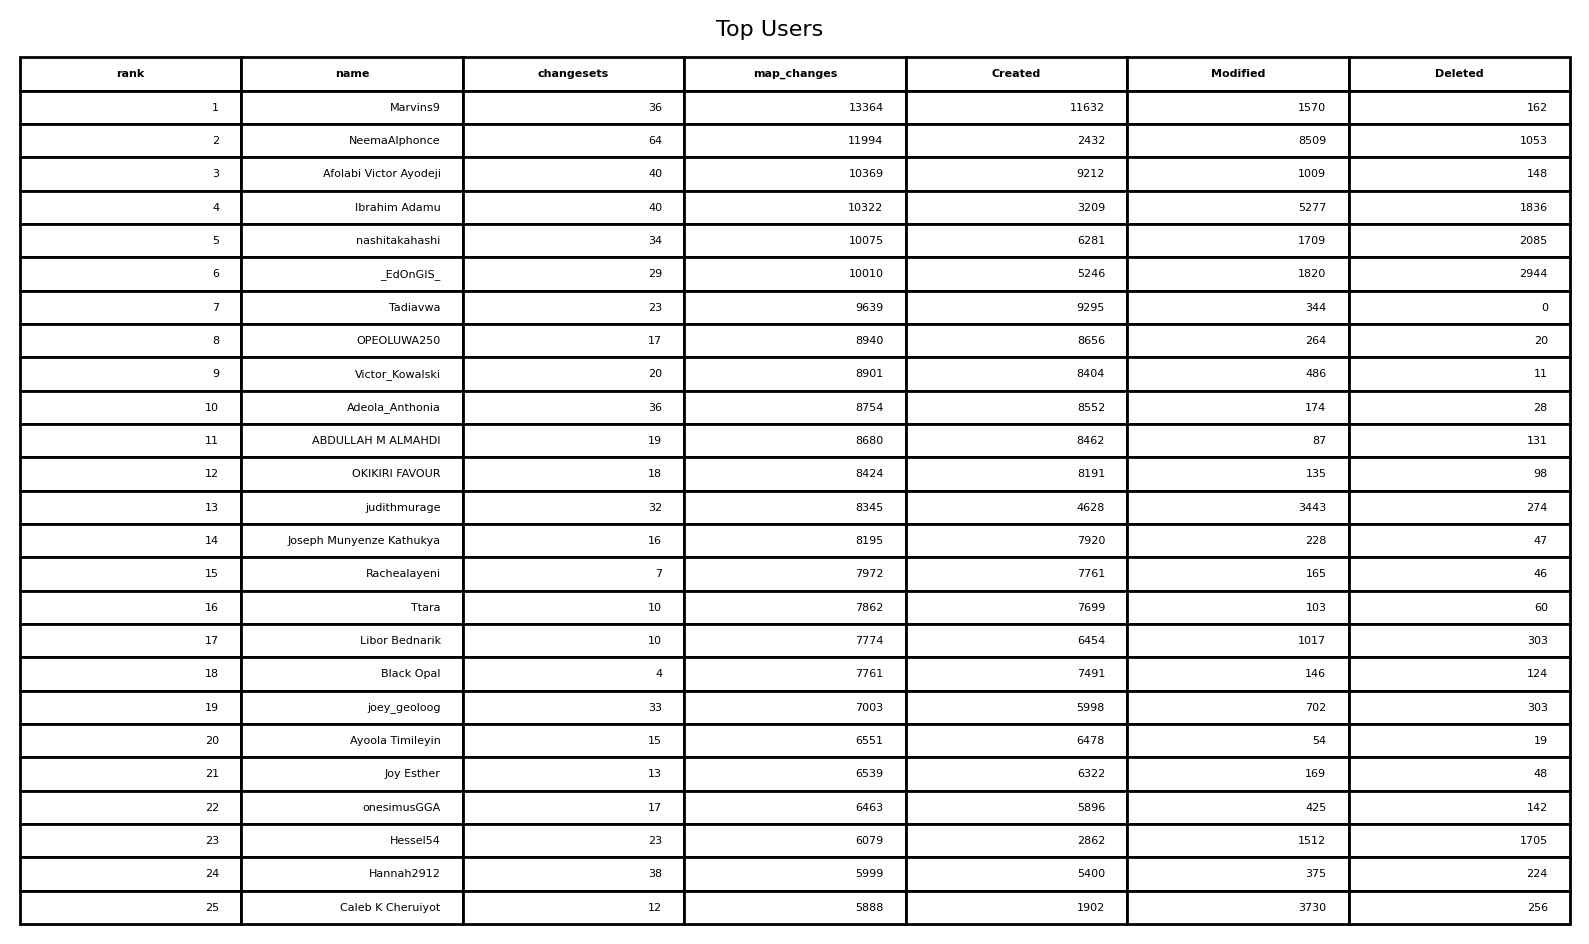 Top Users
rank name changesets map_changes Created Modified Deleted
1 Marvins9 36 13364 11632 1570 162
2 NeemaAlphonce 64 11994 2432 8509 1053
3 Afolabi Victor Ayodeji 40 10369 9212 1009 148
4 Ibrahim Adamu 40 10322 3209 5277 1836
5 nashitakahashi 34 10075 6281 1709 2085
6 _EdOnGIS_ 29 10010 5246 1820 2944
7 Tadiavwa 23 9639 9295 344 0
8 OPEOLUWA250 17 8940 8656 264 20
9 Victor_Kowalski 20 8901 8404 486 11
10 Adeola_Anthonia 36 8754 8552 174 28
11 ABDULLAH M ALMAHDI 19 8680 8462 87 131
12 OKIKIRI FAVOUR 18 8424 8191 135 98
13 judithmurage 32 8345 4628 3443 274
14 Joseph Munyenze Kathukya 16 8195 7920 228 47
15 Rachealayeni 7 7972 7761 165 46
16 Ttara 10 7862 7699 103 60
17 Libor Bednarik 10 7774 6454 1017 303
18 Black Opal 4 7761 7491 146 124
19 joey_geoloog 33 7003 5998 702 303
20 Ayoola Timileyin 15 6551 6478 54 19
21 Joy Esther 13 6539 6322 169 48
22 onesimusGGA 17 6463 5896 425 142
23 Hessel54 23 6079 2862 1512 1705
24 Hannah2912 38 5999 5400 375 224
25 Caleb K Cheruiyot 12 5888 1902 3730 256